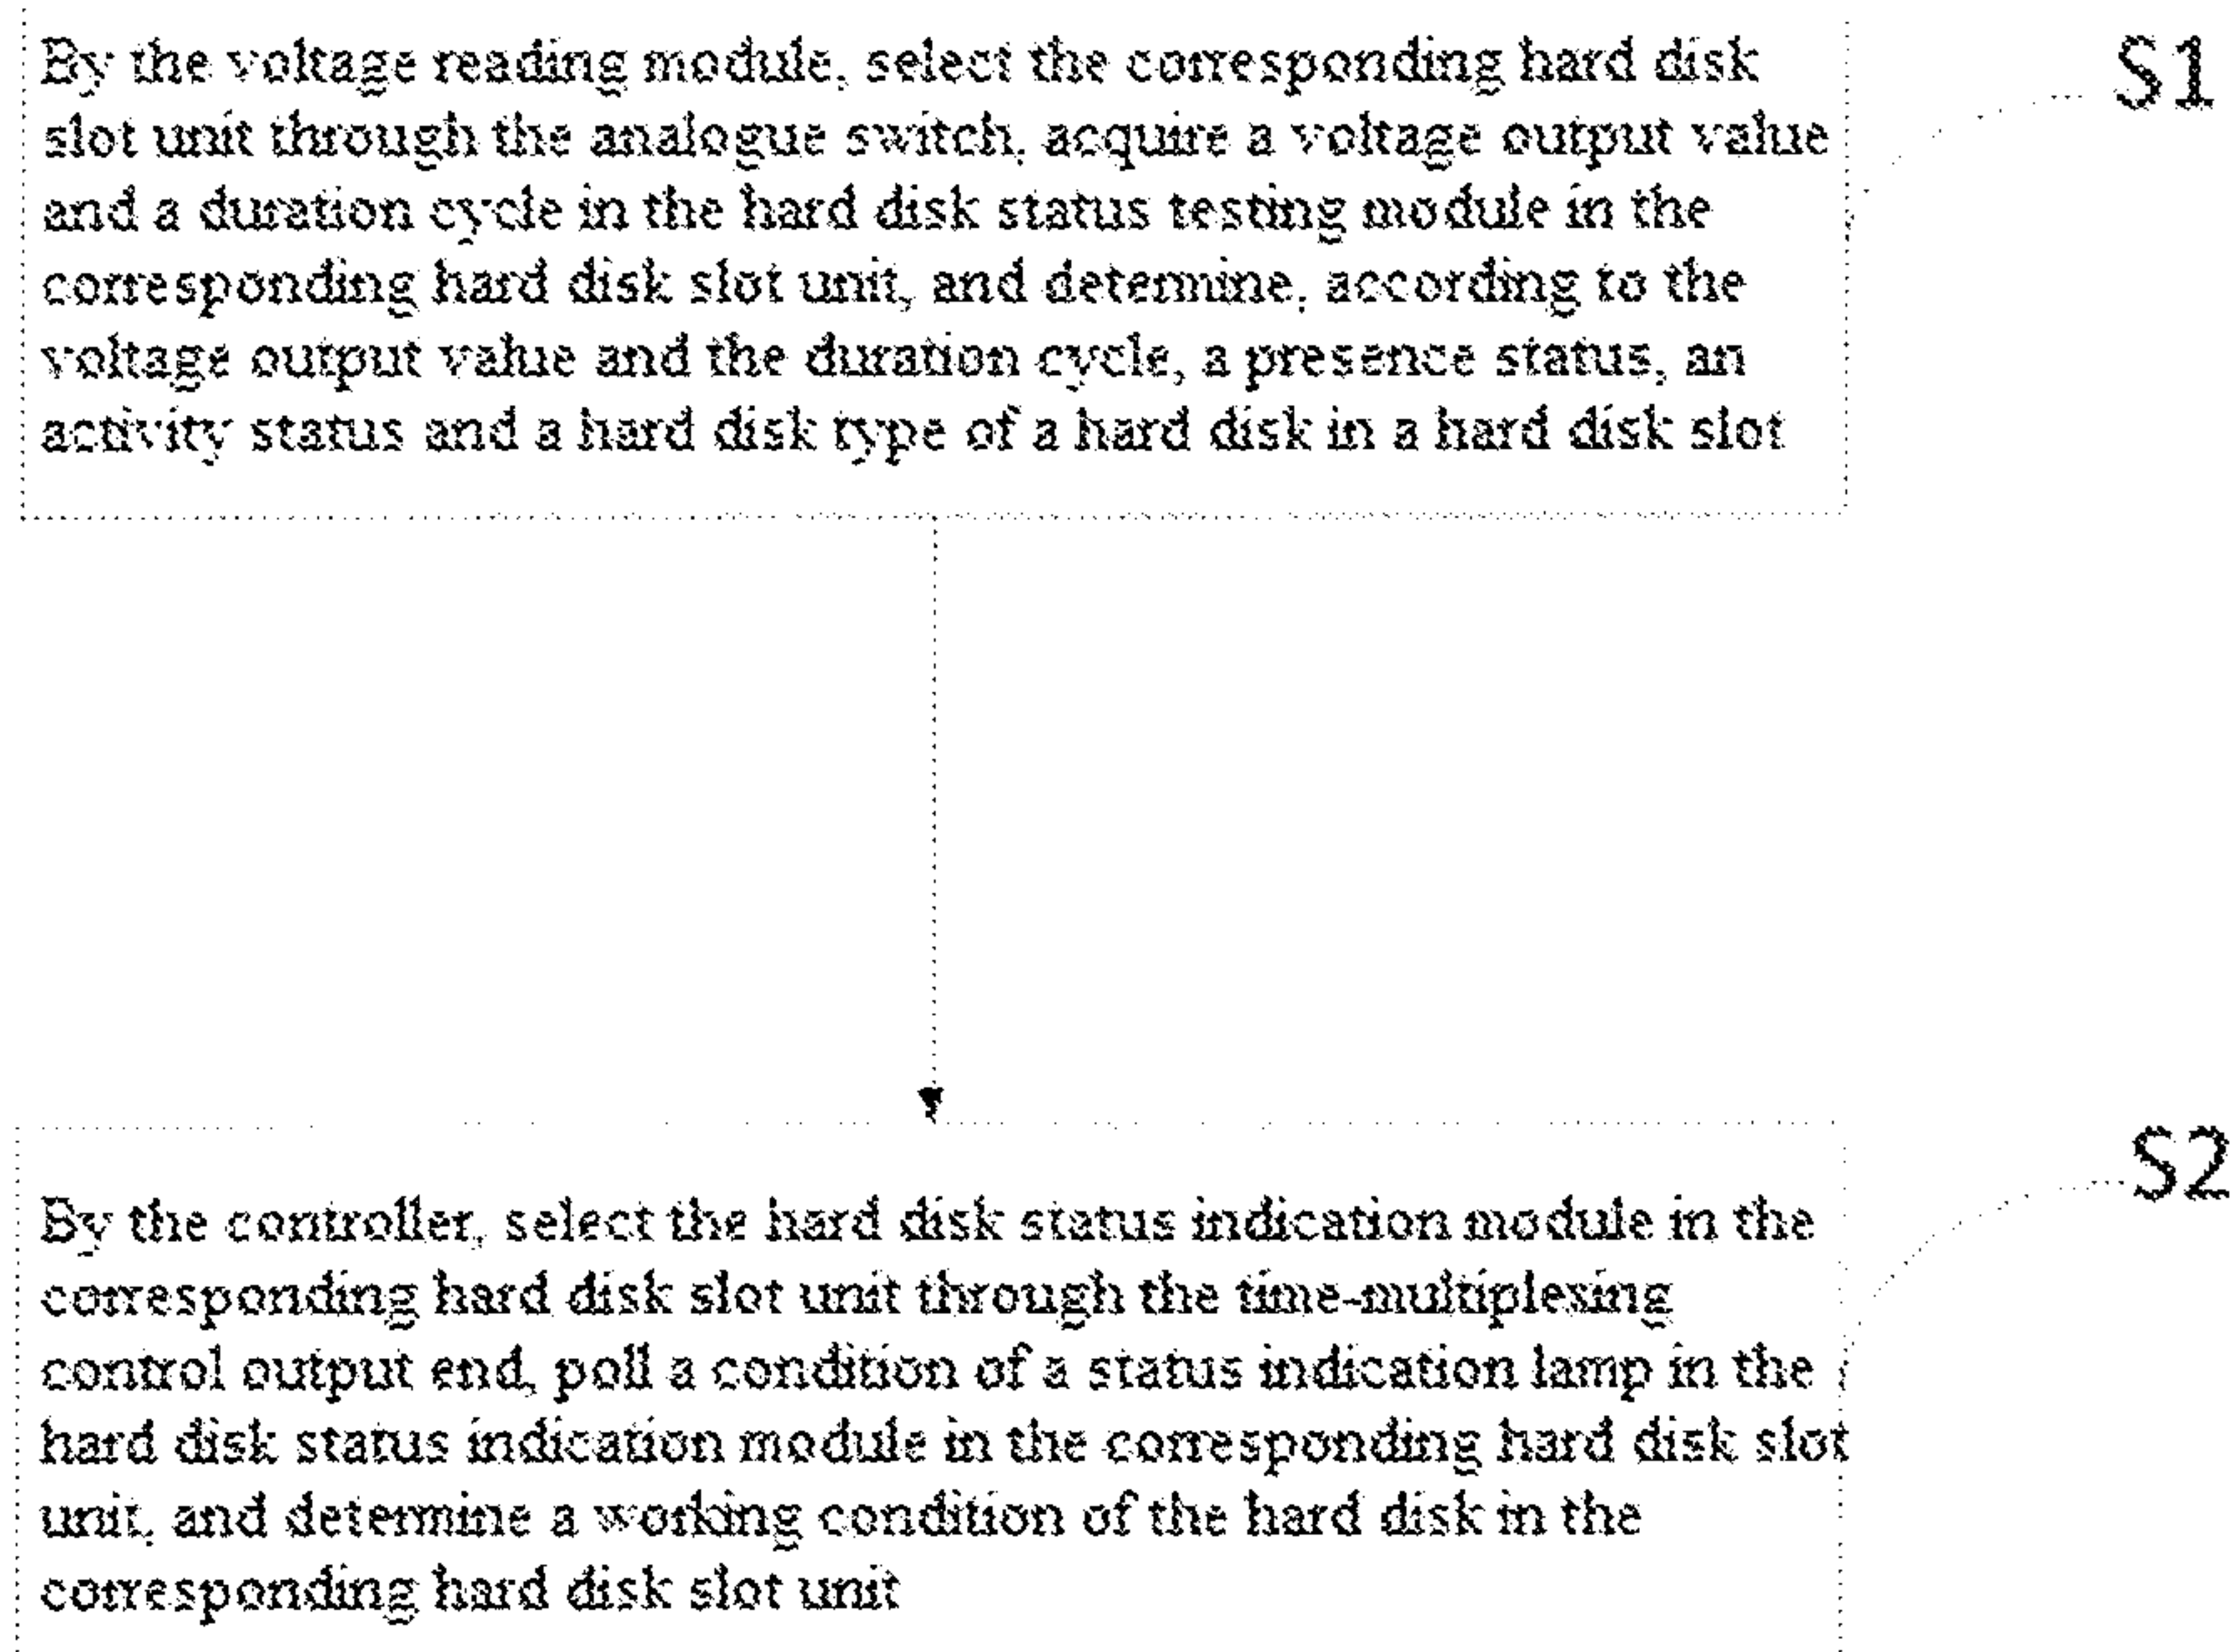 By the voltage reading module, select the corresponding hard disk
slot unit through the analogue switch, acquire a voltage output value
and a duration cycle in the hard disk status testing module in the
corresponding hard disk slot unit, and determine, according to the
voltage output value and the duration cycle, a presence status, an
activity status and a hard disk type of a hard disk in a hard disk slot
S1
By the controller, select the hard disk status indication module in the
corresponding hard disk slot unit through the time-multiplexing
control output end, poll a condition of a status indication lamp in the
hard disk status indication module in the corresponding hard disk slot
unit, and determine a working condition of the hard disk in the
corresponding hard disk slot unit
S2